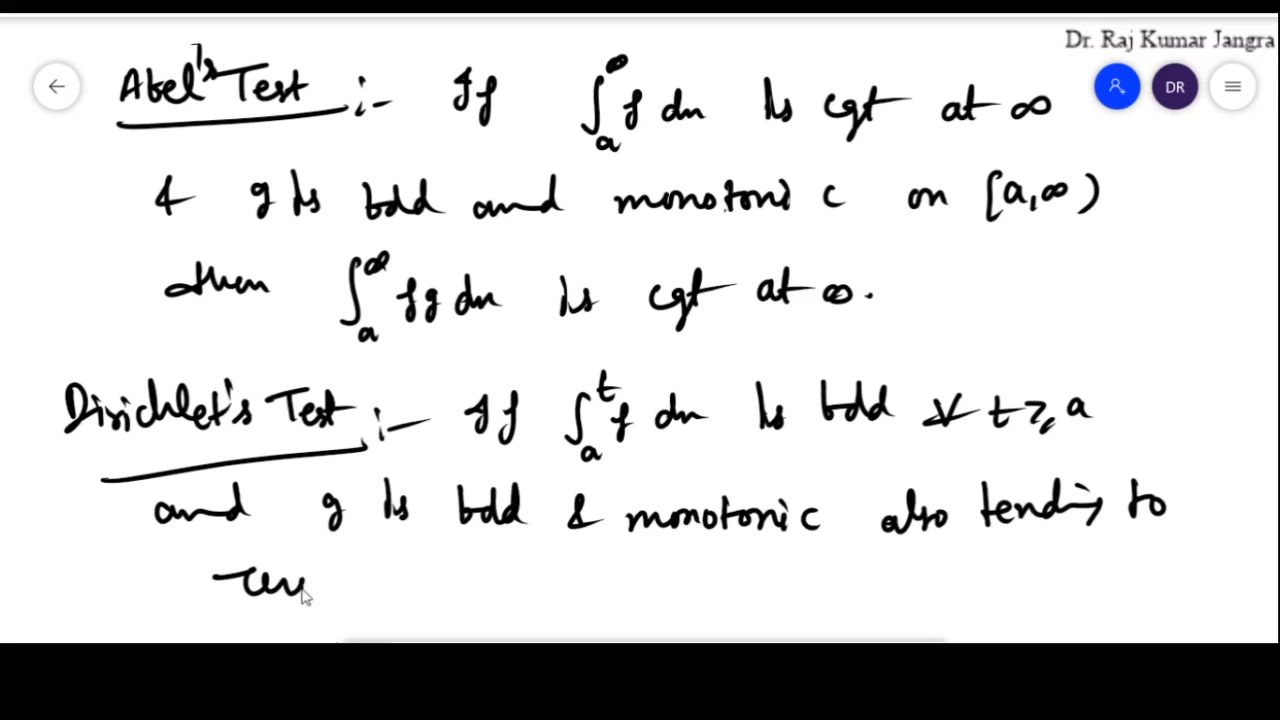 Dr. Raj Kumar Jangra
DR
Abel's Test :- If ∫_a^∞ f dx is cgt at ∞
& g is bdd and monotonic on [a,∞)
then ∫_a^∞ fg dx is cgt at ∞.
Dirichlet's Test :- If ∫_a^t f dx is bdd ∀ t ≥ a
and g is bdd & monotonic also tending to